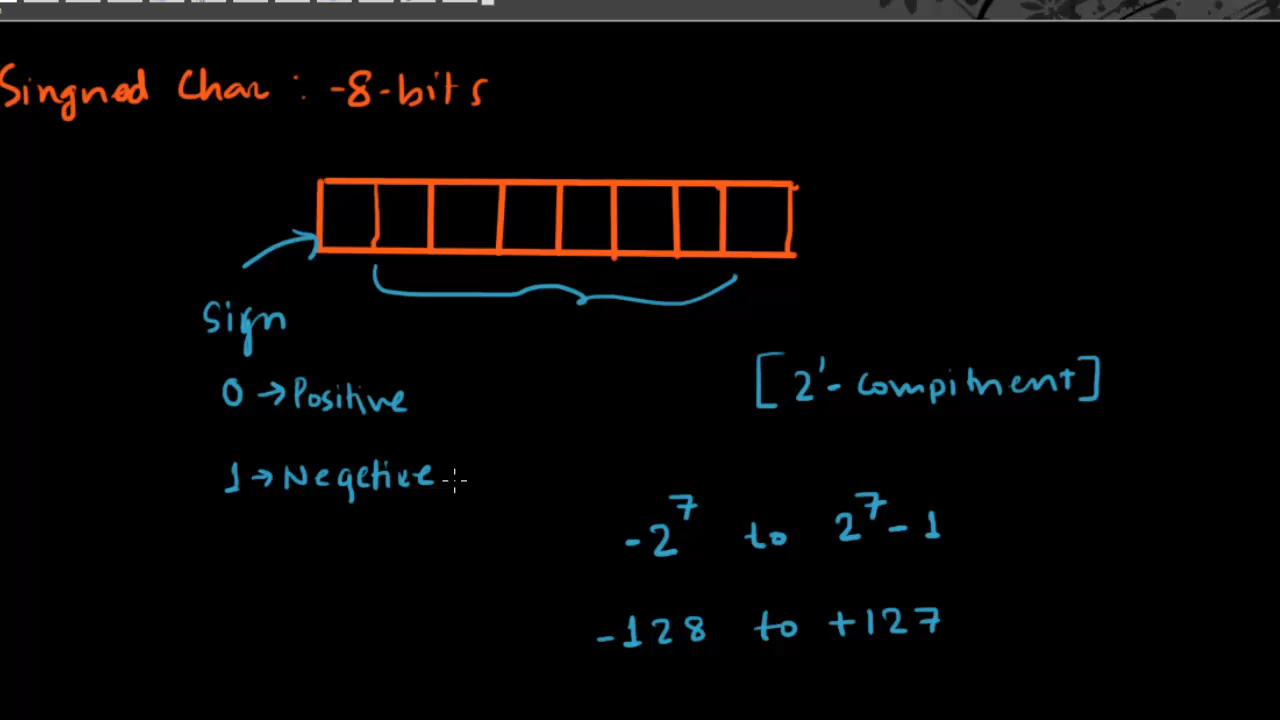 Singned Char : -8-bits
Sign
0 → Positive
[2'-compitment]
1 → Negetive
-2^7 to 2^7 - 1
-128 to +127